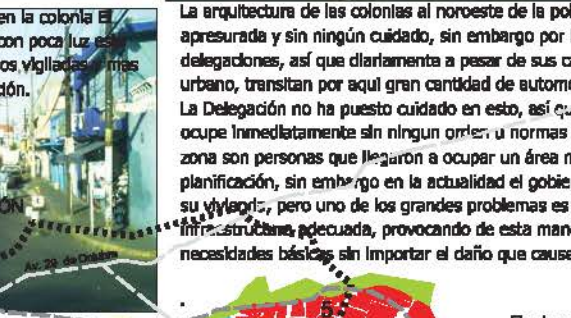 en la colonia El
con poca luz
os vigiladas y mas
ión.
ÓN
Av. 29 de Octubre
La arquitectura de las colonias al noroeste de la po
apresurada y sin ningún cuidado, sin embargo por
delegaciones, así que diariamente a pesar de sus c
urbano, transitan por aquí gran cantidad de autom
La Delegación no ha puesto cuidado en esto, así qu
ocupe inmediatamente sin ningun orden u normas
zona son personas que llegaron a ocupar un área
planificación, sin embargo en la actualidad el gobie
su vivienda, pero uno de los grandes problemas es
infraestructura adecuada, provocando de esta man
necesidades básicas sin importar el daño que cause
5